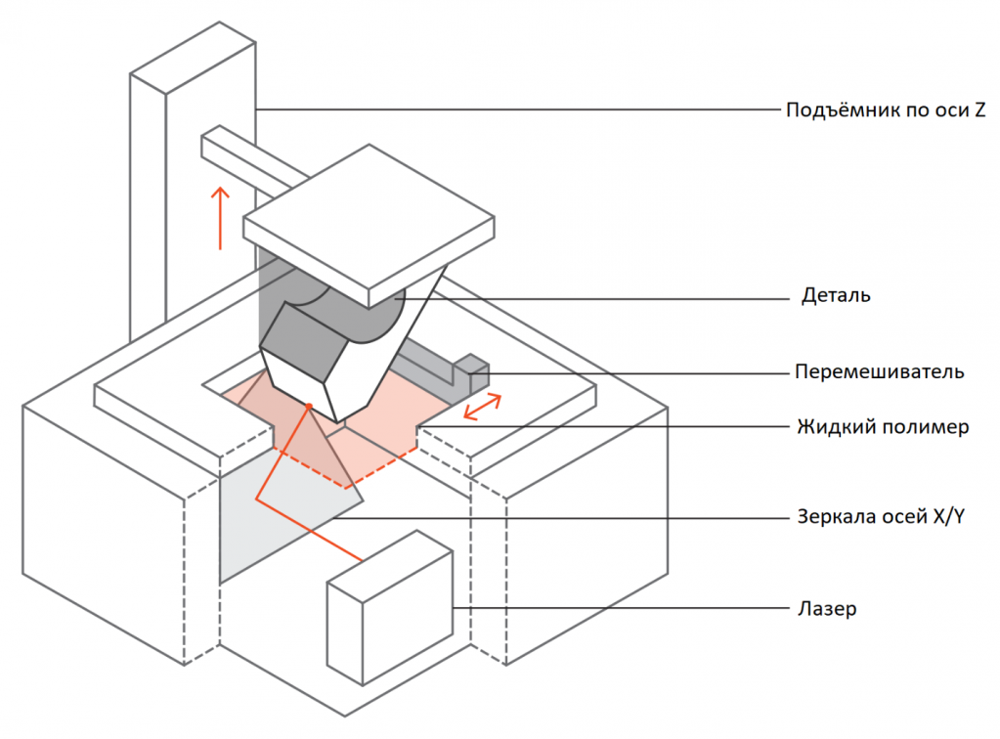 Подъёмник по оси Z
Деталь
Перемешиватель
Жидкий полимер
Зеркала осей X/Y
Лазер